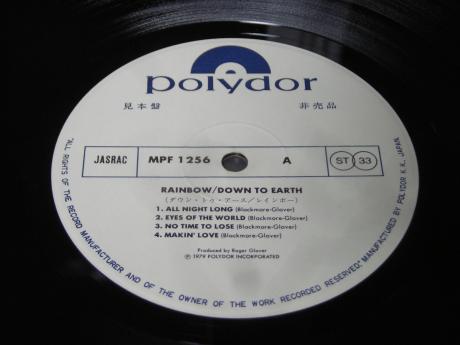 polydor
見本盤 非売品
JASRAC MPF 1256 A ST 33
RAINBOW/DOWN TO EARTH
(ダウン・トゥ・アース/レインボー)
1. ALL NIGHT LONG (Blackmore-Glover)
2. EYES OF THE WORLD (Blackmore-Glover)
3. NO TIME TO LOSE (Blackmore-Glover)
4. MAKIN' LOVE (Blackmore-Glover)
Produced by Roger Glover
Ⓟ 1979 POLYDOR INCORPORATED
"ALL RIGHTS OF THE RECORD MANUFACTURER AND OF THE OWNER OF THE WORK RECORDED RESERVED." MANUFACTURED BY POLYDOR K.K., JAPAN